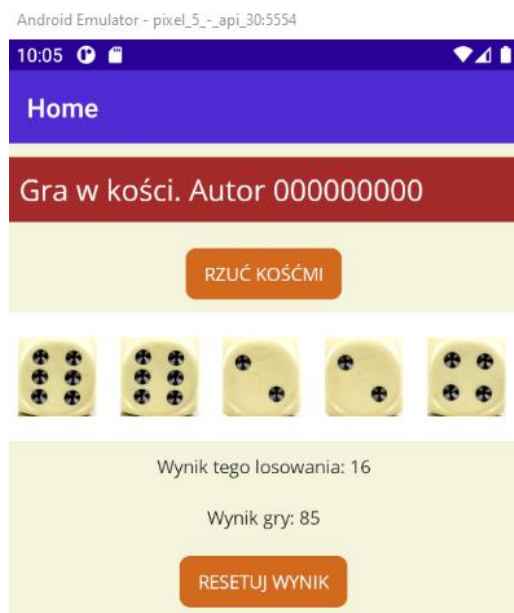 Android Emulator - pixel_5_-_api_30:5554
10:05
Home
Gra w kości. Autor 000000000
RZUĆ KOŚĆMI
Wynik tego losowania: 16
Wynik gry: 85
RESETUJ WYNIK